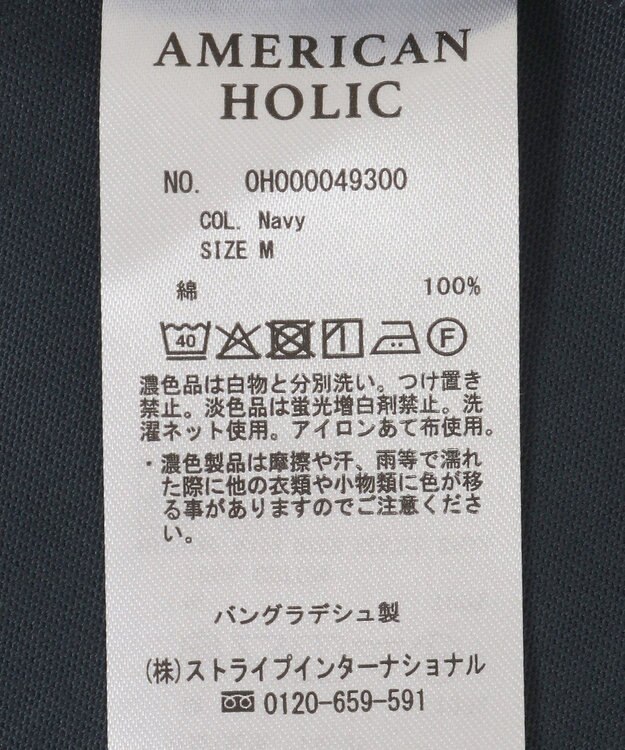 AMERICAN
HOLIC
NO. OH000049300
COL. Navy
SIZE M
綿 100%
40 F
濃色品は白物と分別洗い。つけ置き
禁止。淡色品は蛍光増白剤禁止。洗
濯ネット使用。アイロンあて布使用。
・濃色製品は摩擦や汗、雨等で濡れ
た際に他の衣類や小物類に色が移
る事がありますのでご注意くださ
い。
バングラデシュ製
(株)ストライプインターナショナル
0120-659-591